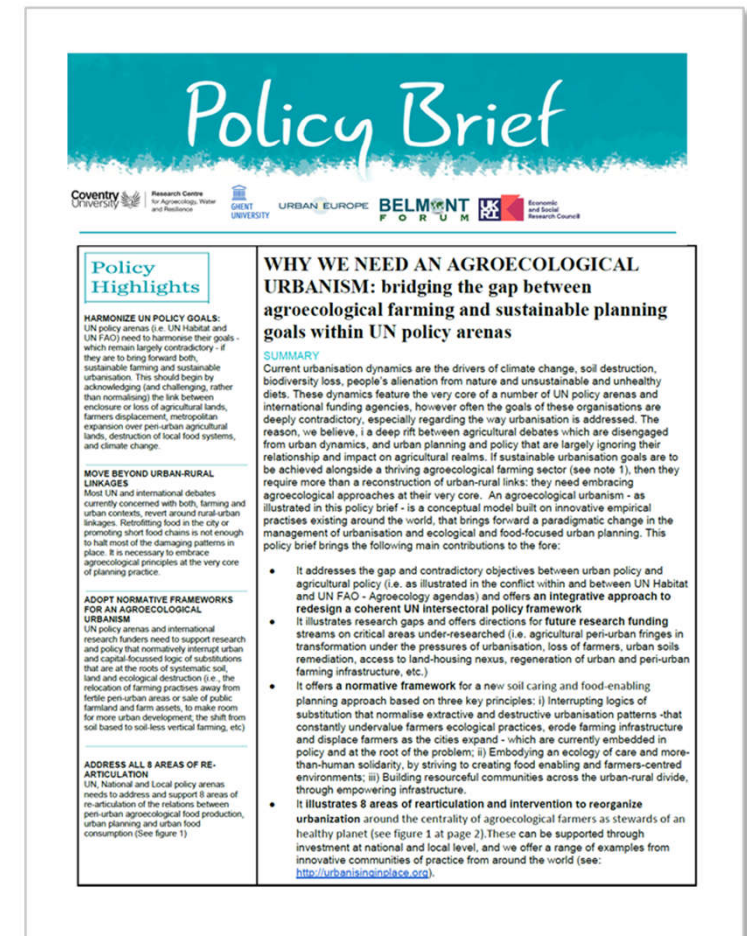 Policy Brief
Coventry
University
Research Centre
for Agroecology, Water
and Resilience
GHENT
UNIVERSITY
URBAN EUROPE
BELMONT
FORUM
UK
RI
Economic
and Social
Research Council
Policy
Highlights
HARMONIZE UN POLICY GOALS:
UN policy arenas (i.e. UN Habitat and
UN FAO) need to harmonise their goals -
which remain largely contradictory - if
they are to bring forward both,
sustainable farming and sustainable
urbanisation. This should begin by
acknowledging (and challenging, rather
than normalising) the link between
enclosure or loss of agricultural lands,
farmers displacement, metropolitan
expansion over peri-urban agricultural
lands, destruction of local food systems,
and climate change.
MOVE BEYOND URBAN-RURAL
LINKAGES
Most UN and international debates
currently concerned with both, farming and
urban contexts, revert around rural-urban
linkages. Retrofitting food in the city or
promoting short food chains is not enough
to halt most of the damaging patterns in
place. It is necessary to embrace
agroecological principles at the very core
of planning practice.
ADOPT NORMATIVE FRAMEWORKS
FOR AN AGROECOLOGICAL
URBANISM
UN policy arenas and international
research funders need to support research
and policy that normatively interrupt urban
and capital-focussed logic of substitutions
that are at the roots of systematic soil,
land and ecological destruction (i.e., the
relocation of farming practises away from
fertile peri-urban areas or sale of public
farmland and farm assets, to make room
for more urban development; the shift from
soil based to soil-less vertical farming, etc)
ADDRESS ALL 8 AREAS OF RE-
ARTICULATION
UN, National and Local policy arenas
needs to address and support 8 areas of
re-articulation of the relations between
peri-urban agroecological food production,
urban planning and urban food
consumption (See figure 1)
WHY WE NEED AN AGROECOLOGICAL
URBANISM: bridging the gap between
agroecological farming and sustainable planning
goals within UN policy arenas
SUMMARY
Current urbanisation dynamics are the drivers of climate change, soil destruction,
biodiversity loss, people's alienation from nature and unsustainable and unhealthy
diets. These dynamics feature the very core of a number of UN policy arenas and
international funding agencies, however often the goals of these organisations are
deeply contradictory, especially regarding the way urbanisation is addressed. The
reason, we believe, i a deep rift between agricultural debates which are disengaged
from urban dynamics, and urban planning and policy that are largely ignoring their
relationship and impact on agricultural realms. If sustainable urbanisation goals are to
be achieved alongside a thriving agroecological farming sector (see note 1), then they
require more than a reconstruction of urban-rural links: they need embracing
agroecological approaches at their very core. An agroecological urbanism - as
illustrated in this policy brief - is a conceptual model built on innovative empirical
practises existing around the world, that brings forward a paradigmatic change in the
management of urbanisation and ecological and food-focused urban planning. This
policy brief brings the following main contributions to the fore:
• It addresses the gap and contradictory objectives between urban policy and
agricultural policy (i.e. as illustrated in the conflict within and between UN Habitat
and UN FAO - Agroecology agendas) and offers an integrative approach to
redesign a coherent UN intersectoral policy framework
• It illustrates research gaps and offers directions for future research funding
streams on critical areas under-researched (i.e. agricultural peri-urban fringes in
transformation under the pressures of urbanisation, loss of farmers, urban soils
remediation, access to land-housing nexus, regeneration of urban and peri-urban
farming infrastructure, etc.)
• It offers a normative framework for a new soil caring and food-enabling
planning approach based on three key principles: i) Interrupting logics of
substitution that normalise extractive and destructive urbanisation patterns -that
constantly undervalue farmers ecological practices, erode farming infrastructure
and displace farmers as the cities expand - which are currently embedded in
policy and at the root of the problem; ii) Embodying an ecology of care and more-
than-human solidarity, by striving to creating food enabling and farmers-centred
environments; iii) Building resourceful communities across the urban-rural divide,
through empowering infrastructure.
• It illustrates 8 areas of rearticulation and intervention to reorganize
urbanization around the centrality of agroecological farmers as stewards of an
healthy planet (see figure 1 at page 2).These can be supported through
investment at national and local level, and we offer a range of examples from
innovative communities of practice from around the world (see:
http://urbanisinginplace.org).